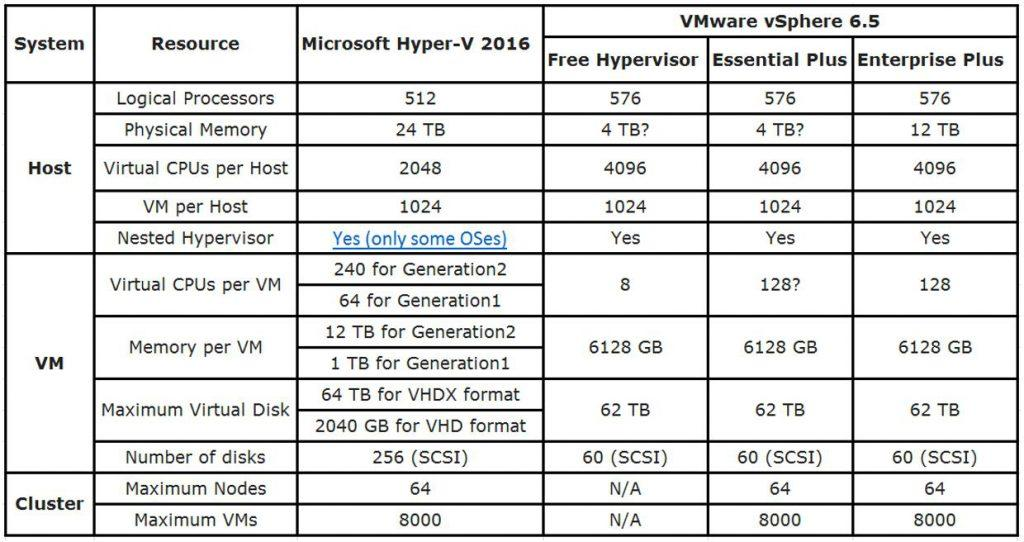 System Resource Microsoft Hyper-V 2016 VMware vSphere 6.5
Free Hypervisor Essential Plus Enterprise Plus
Host
Logical Processors 512 576 576 576
Physical Memory 24 TB 4 TB? 4 TB? 12 TB
Virtual CPUs per Host 2048 4096 4096 4096
VM per Host 1024 1024 1024 1024
Nested Hypervisor Yes (only some OSes) Yes Yes Yes
VM
Virtual CPUs per VM 240 for Generation2 8 128? 128
64 for Generation1
Memory per VM 12 TB for Generation2 6128 GB 6128 GB 6128 GB
1 TB for Generation1
Maximum Virtual Disk 64 TB for VHDX format 62 TB 62 TB 62 TB
2040 GB for VHD format
Number of disks 256 (SCSI) 60 (SCSI) 60 (SCSI) 60 (SCSI)
Cluster
Maximum Nodes 64 N/A 64 64
Maximum VMs 8000 N/A 8000 8000